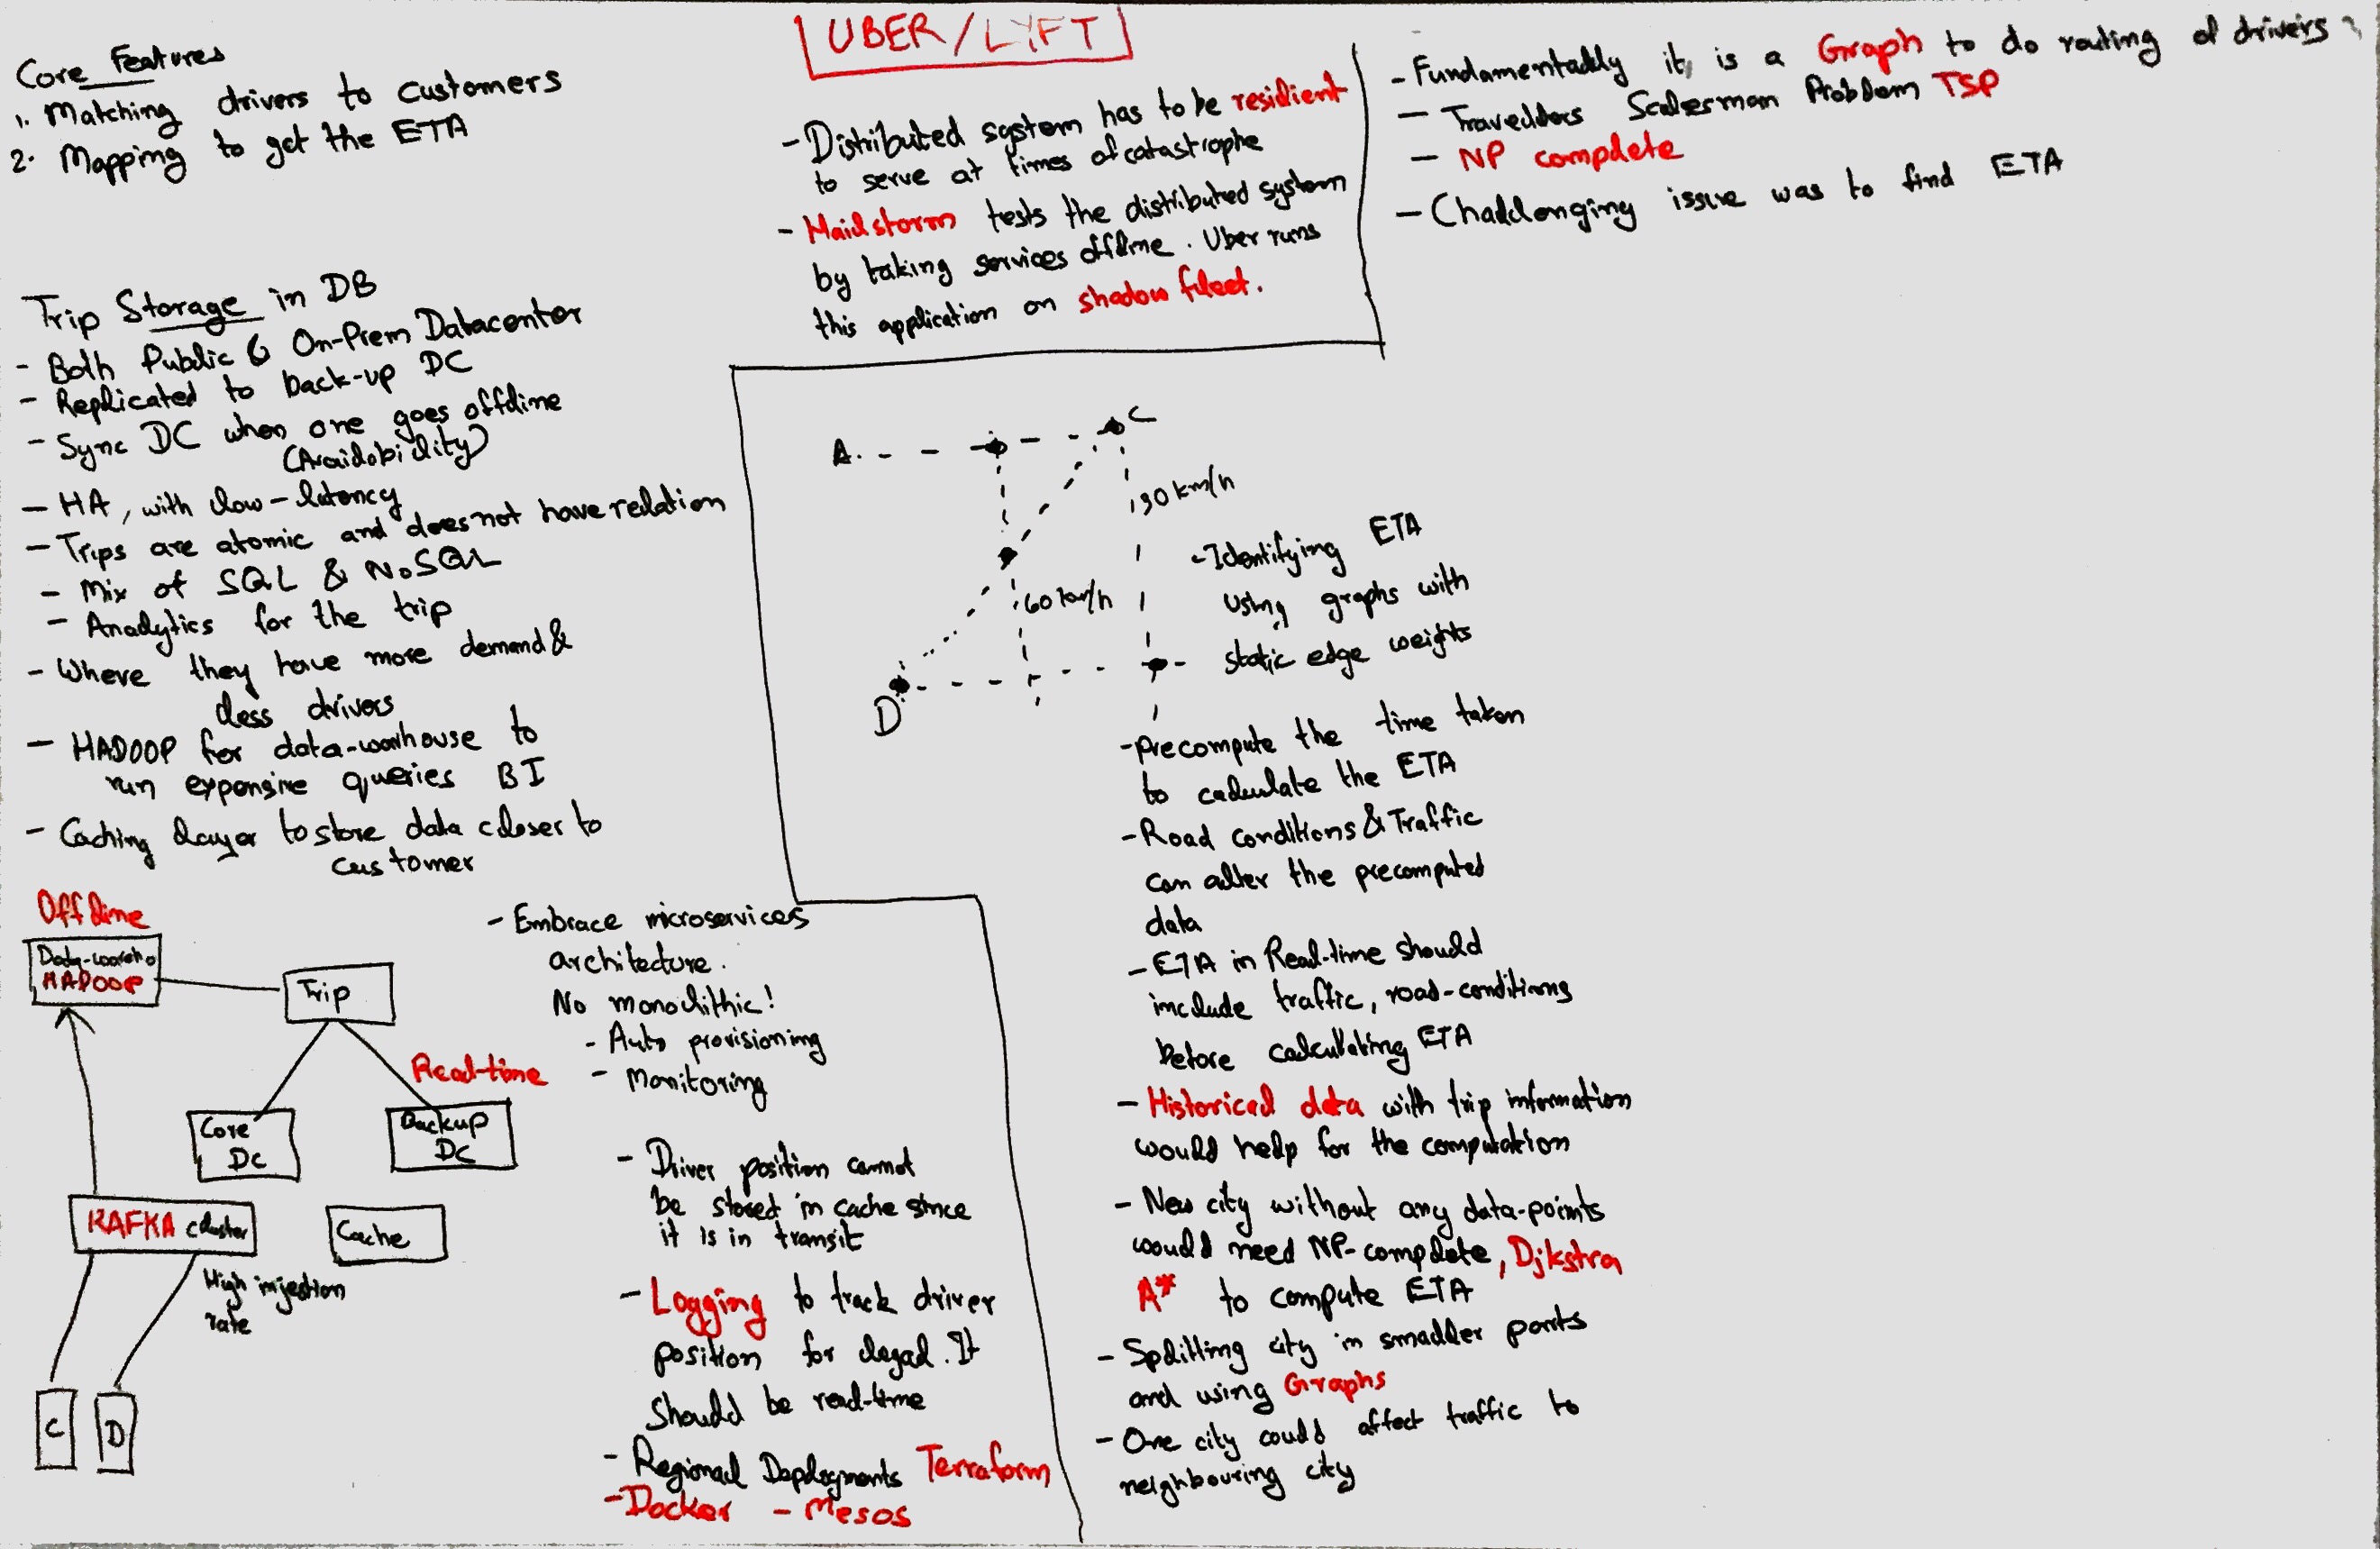 UBER/LYFT
Core Features
1. Matching drivers to customers
2. Mapping to get the ETA
Trip Storage in DB
- Both Public & On-Prem Datacenter
- Replicated to back-up DC
- Sync DC when one goes offline
(Availability)
- HA, with low-latency
- Trips are atomic and does not have relation
- Mix of SQL & NoSQL
- Analytics for the trip
- Where they have more demand &
less drivers
- HADOOP for data-warhouse to
run expensive queries BI
- Caching layer to store data closer to
customer
Offline
Data-wareho
HADOOP
Trip
Real-time
Core
DC
Backup
DC
KAFKA cluster
Cache
High injestion
rate
C
D
- Embrace microservices
architecture.
No monolithic!
- Auto provisioning
- Monitoring
- Driver position cannot
be stored in cache since
it is in transit
- Logging to track driver
position for legal. It
should be real-time
- Regional Deployments Terraform
- Docker - Mesos
- Distributed system has to be resilient
to serve at times of catastrophe
- Hailstorm tests the distributed system
by taking services offline. Uber runs
this application on shadow fleet.
- Fundamentally it is a Graph to do routing of drivers
- Travellers Salesman Problem TSP
- NP complete
- Challenging issue was to find ETA
A
C
90 km/h
60 km/h
D
- Identifying ETA
using graphs with
static edge weights
- Precompute the time taken
to calculate the ETA
- Road conditions & Traffic
can alter the precomputed
data
- ETA in Real-time should
include traffic, road-conditions
before calculating ETA
- Historical data with trip information
would help for the computation
- New city without any data-points
would need NP-complete, Djkstra
A* to compute ETA
- Splitting city in smaller parts
and using Graphs
- One city could affect traffic to
neighbouring city